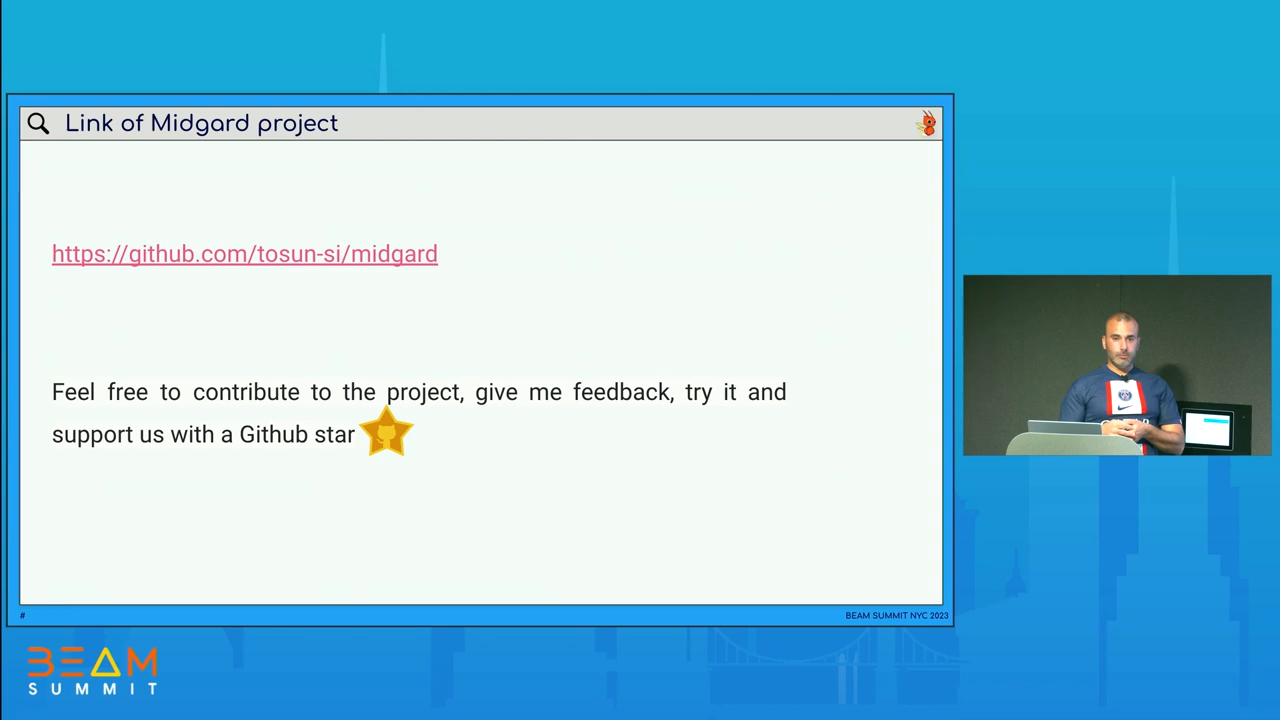 Link of Midgard project
https://github.com/tosun-si/midgard
Feel free to contribute to the project, give me feedback, try it and
support us with a Github star
#
BEAM SUMMIT NYC 2023
BEAM
SUMMIT